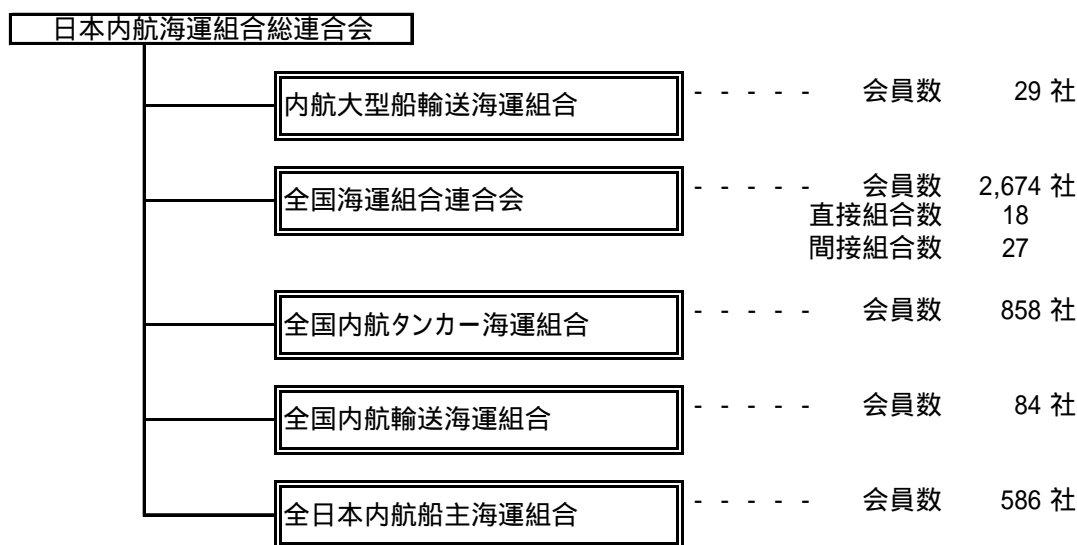 日本内航海運組合総連合会
内航大型船輸送海運組合 - - - - - 会員数 29 社
全国海運組合連合会 - - - - - 会員数 2,674 社
直接組合数 18
間接組合数 27
全国内航タンカー海運組合 - - - - - 会員数 858 社
全国内航輸送海運組合 - - - - - 会員数 84 社
全日本内航船主海運組合 - - - - - 会員数 586 社